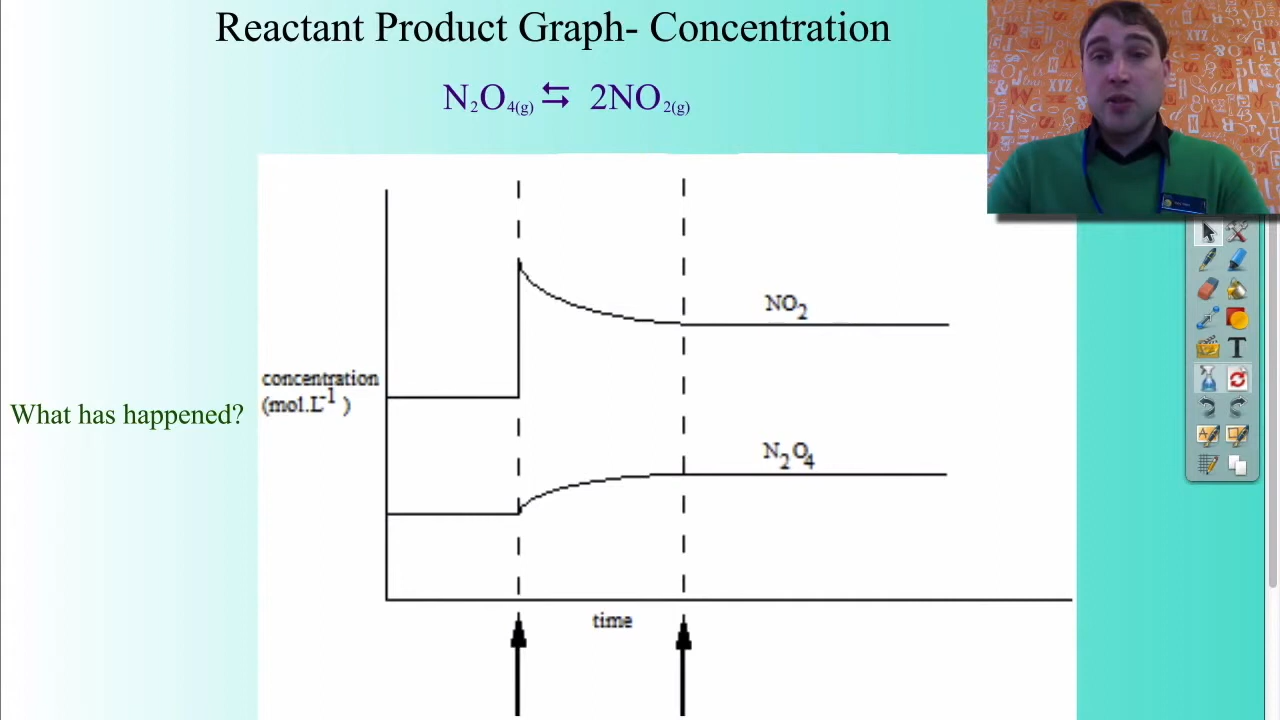 Reactant Product Graph- Concentration
N₂O₄(g) ⇆ 2NO₂(g)
NO₂
concentration
(mol.L⁻¹ )
What has happened?
N₂O₄
time